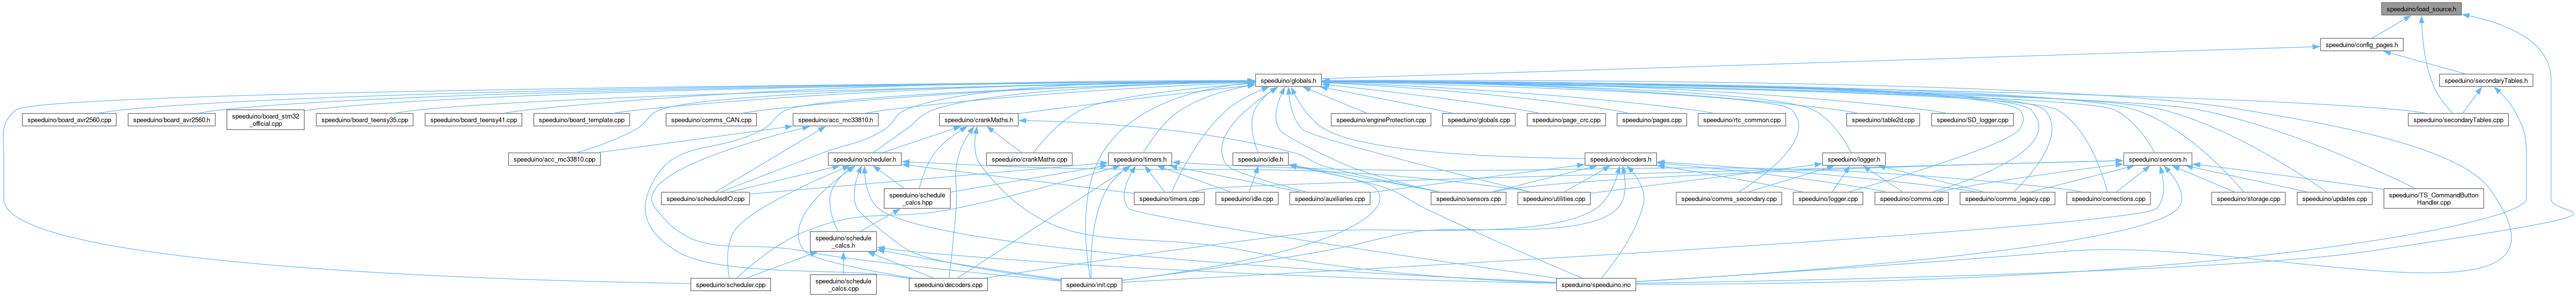 speeduino/load_source.h
speeduino/config_pages.h
speeduino/globals.h
speeduino/secondaryTables.h
speeduino/board_avr2560.cpp
speeduino/board_avr2560.h
speeduino/board_stm32
_official.cpp
speeduino/board_teensy35.cpp
speeduino/board_teensy41.cpp
speeduino/board_template.cpp
speeduino/comms_CAN.cpp
speeduino/acc_mc33810.h
speeduino/crankMaths.h
speeduino/engineProtection.cpp
speeduino/globals.cpp
speeduino/page_crc.cpp
speeduino/pages.cpp
speeduino/rtc_common.cpp
speeduino/table2d.cpp
speeduino/SD_logger.cpp
speeduino/secondaryTables.cpp
speeduino/acc_mc33810.cpp
speeduino/scheduler.h
speeduino/crankMaths.cpp
speeduino/timers.h
speeduino/idle.h
speeduino/decoders.h
speeduino/logger.h
speeduino/sensors.h
speeduino/scheduledIO.cpp
speeduino/schedule
_calcs.hpp
speeduino/timers.cpp
speeduino/idle.cpp
speeduino/auxiliaries.cpp
speeduino/sensors.cpp
speeduino/utilities.cpp
speeduino/comms_secondary.cpp
speeduino/logger.cpp
speeduino/comms.cpp
speeduino/comms_legacy.cpp
speeduino/corrections.cpp
speeduino/storage.cpp
speeduino/updates.cpp
speeduino/TS_CommandButton
Handler.cpp
speeduino/schedule
_calcs.h
speeduino/scheduler.cpp
speeduino/schedule
_calcs.cpp
speeduino/decoders.cpp
speeduino/init.cpp
speeduino/speeduino.ino